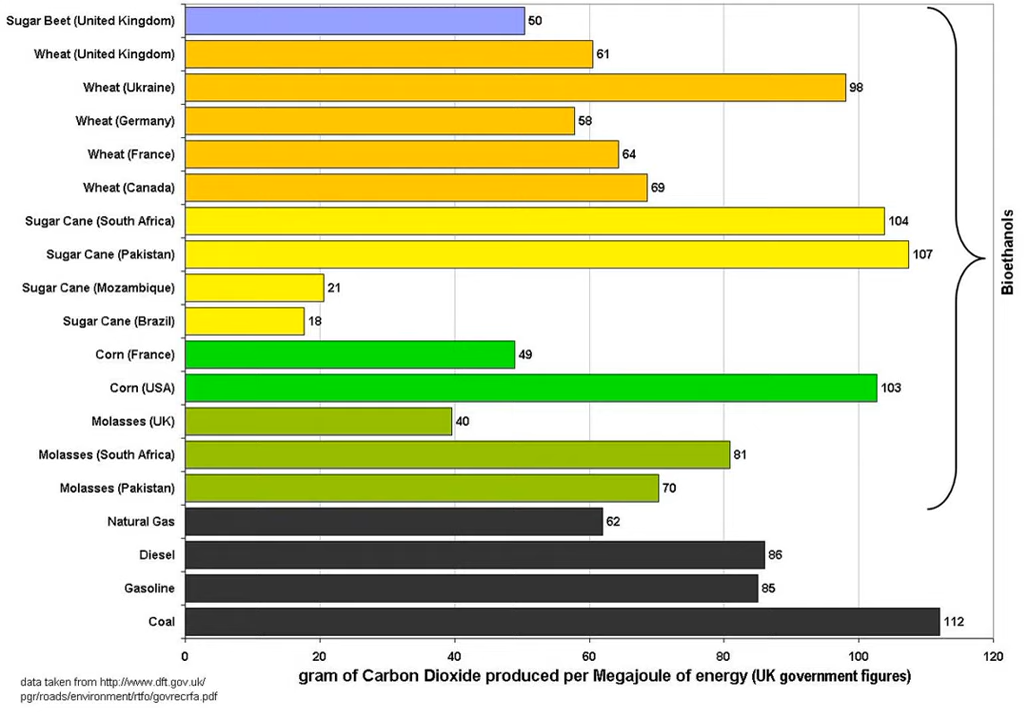 Sugar Beet (United Kingdom) 50
Wheat (United Kingdom) 61
Wheat (Ukraine) 98
Wheat (Germany) 58
Wheat (France) 64
Wheat (Canada) 69
Sugar Cane (South Africa) 104
Sugar Cane (Pakistan) 107
Sugar Cane (Mozambique) 21
Sugar Cane (Brazil) 18
Corn (France) 49
Corn (USA) 103
Molasses (UK) 40
Molasses (South Africa) 81
Molasses (Pakistan) 70
Natural Gas 62
Diesel 86
Gasoline 85
Coal 112
Bioethanols
0 20 40 60 80 100 120
gram of Carbon Dioxide produced per Megajoule of energy (UK government figures)
data taken from http://www.dft.gov.uk/
pgr/roads/environment/rtfo/govrecrfa.pdf